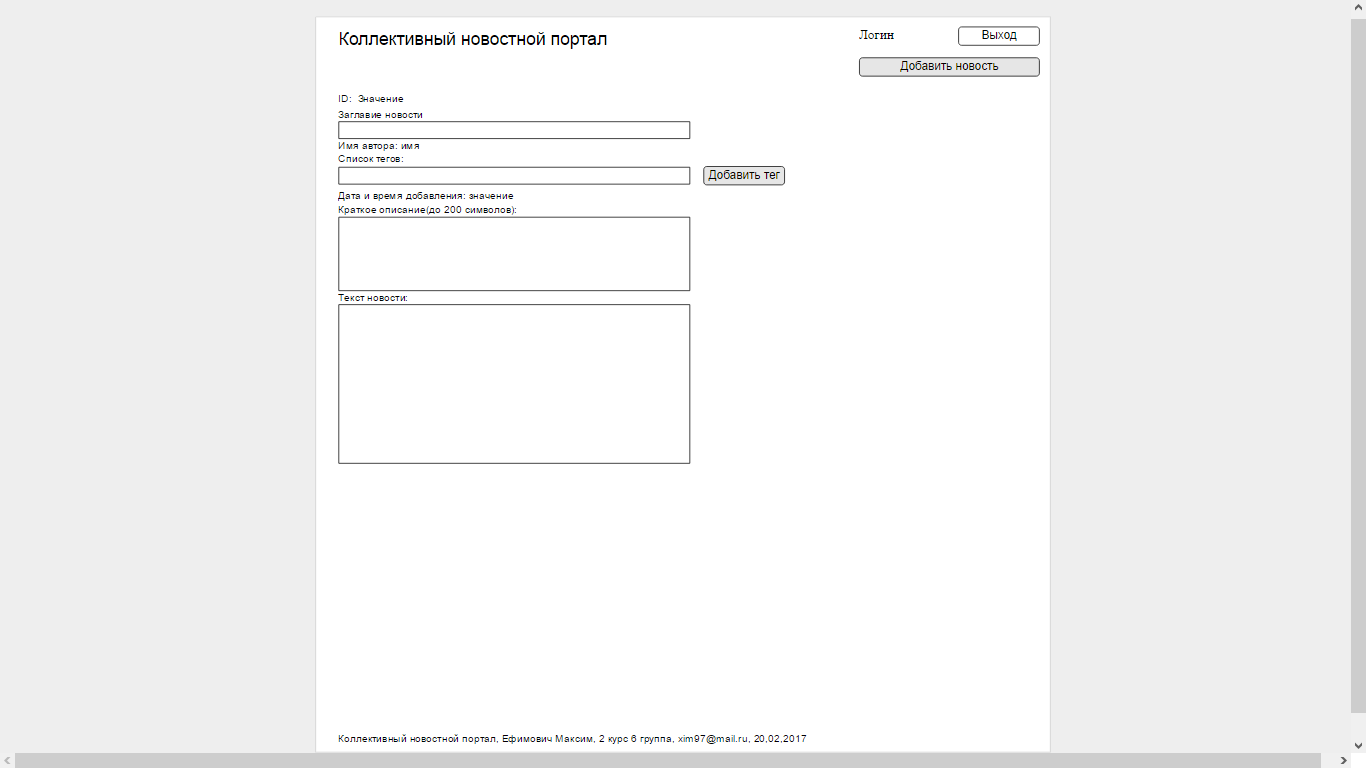 Коллективный новостной портал
Логин
Выход
Добавить новость
ID: Значение
Заглавие новости
Имя автора: имя
Список тегов:
Добавить тег
Дата и время добавления: значение
Краткое описание(до 200 символов):
Текст новости:
Коллективный новостной портал, Ефимович Максим, 2 курс 6 группа, xim97@mail.ru, 20,02,2017